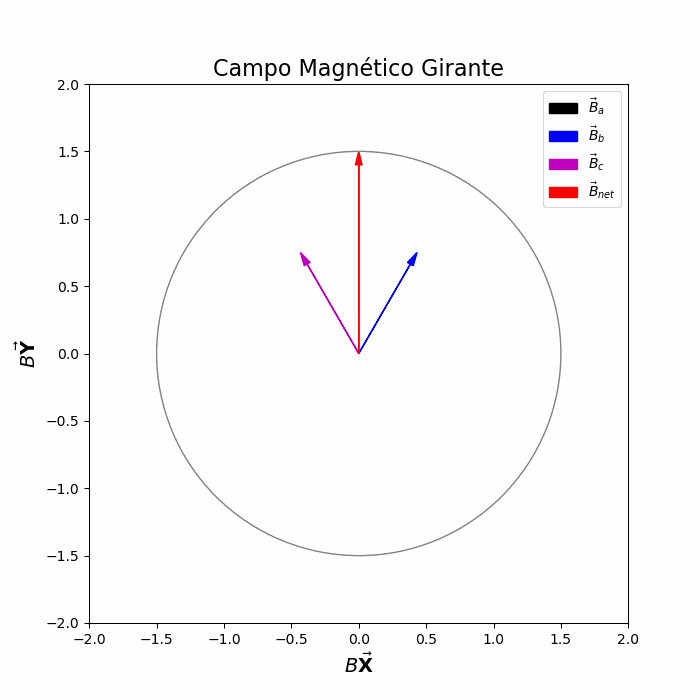 Campo Magnético Girante
2.0
1.5
1.0
0.5
0.0
−0.5
−1.0
−1.5
−2.0
−2.0 −1.5 −1.0 −0.5 0.0 0.5 1.0 1.5 2.0
BY⃗
BX⃗
B⃗a
B⃗b
B⃗c
B⃗net